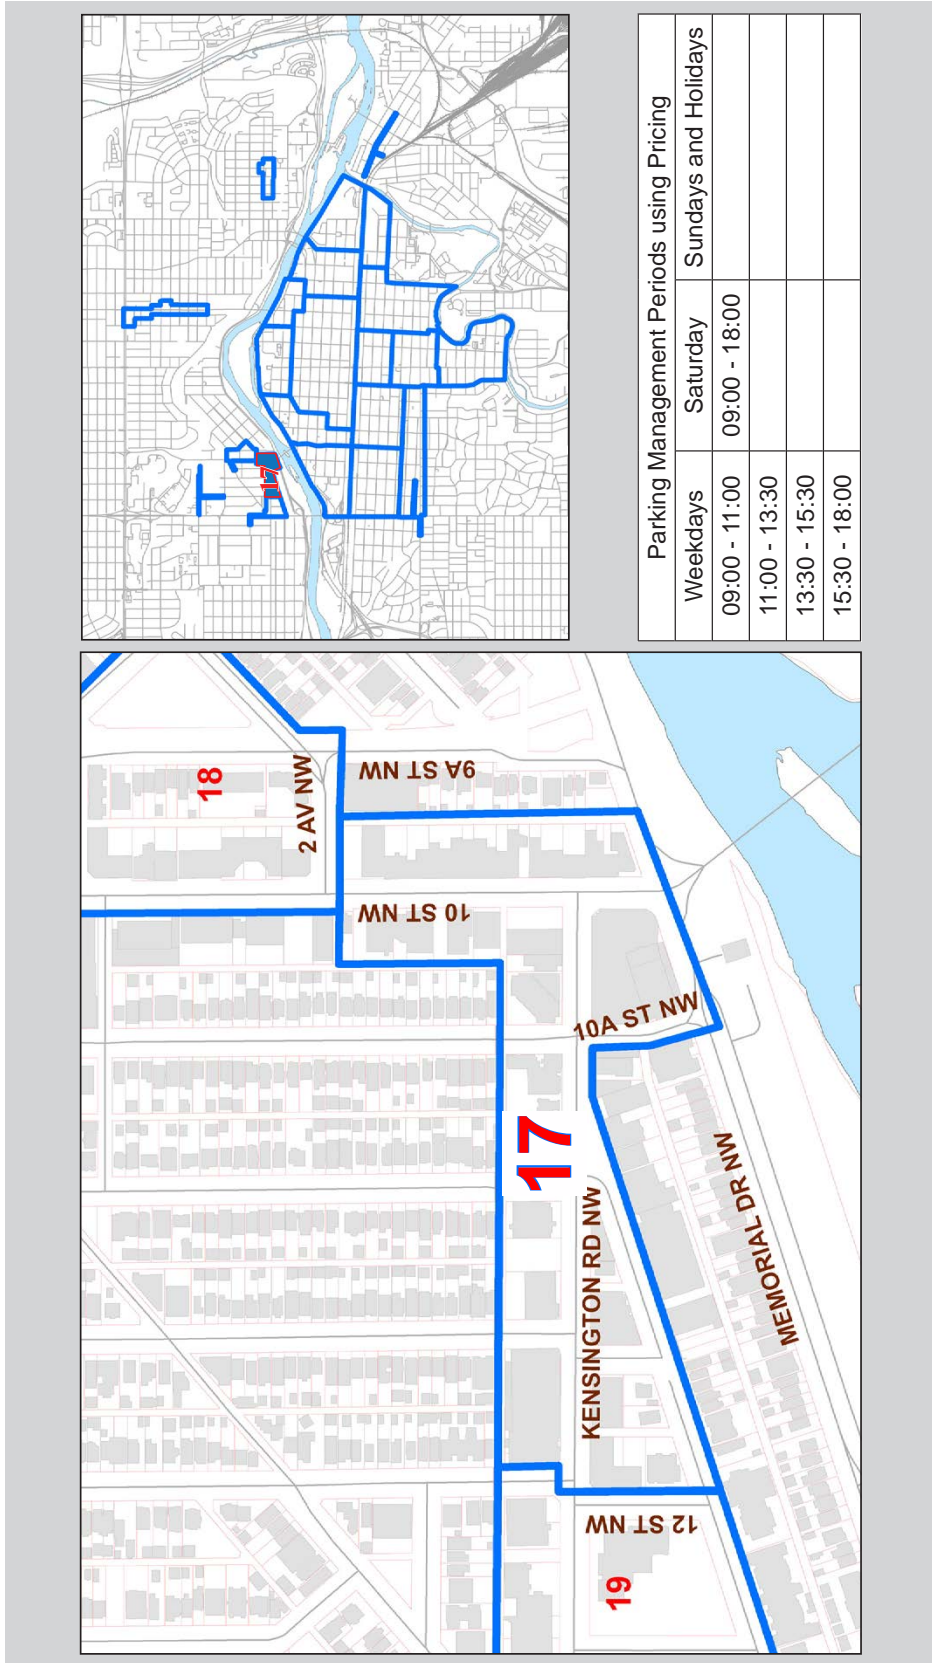 18
2 AV NW
9A ST NW
10 ST NW
10A ST NW
17
KENSINGTON RD NW
MEMORIAL DR NW
12 ST NW
19
17
Parking Management Periods using Pricing
Weekdays Saturday Sundays and Holidays
09:00 - 11:00 09:00 - 18:00
11:00 - 13:30
13:30 - 15:30
15:30 - 18:00